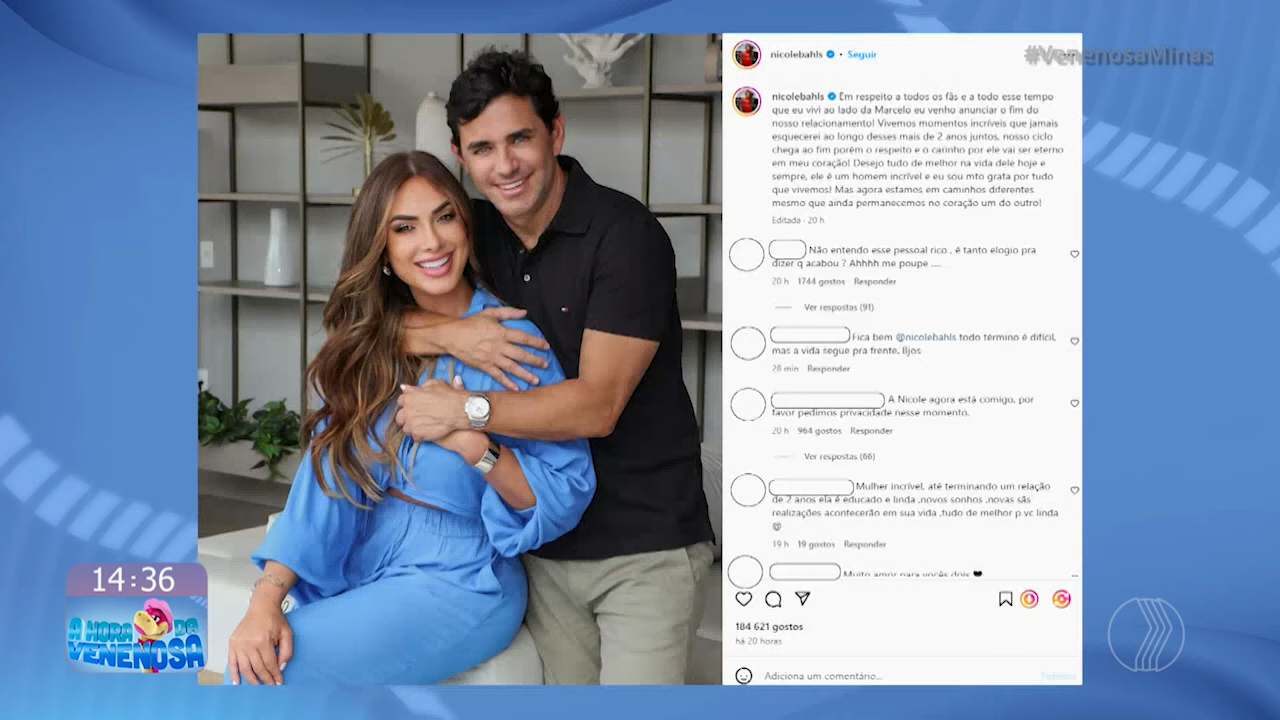 nicolebahls • Seguir
#VenenosaMinas
nicolebahls Em respeito a todos os fãs e a todo esse tempo
que eu vivi ao lado da Marcelo eu venho anunciar o fim do
nosso relacionamento! Vivemos momentos incríveis que jamais
esquecerei ao longo desses mais de 2 anos juntos, nosso ciclo
chega ao fim porém o respeito e o carinho por ele vai ser eterno
em meu coração! Desejo tudo de melhor na vida dele hoje e
sempre, ele é um homem incrível e eu sou mto grata por tudo
que vivemos! Mas agora estamos em caminhos diferentes
mesmo que ainda permanecemos no coração um do outro!
Editada · 20 h
Não entendo esse pessoal rico , é tanto elogio pra
dizer q acabou ? Ahhhh me poupe ....
20 h 1744 gostos Responder
Ver respostas (91)
Fica bem @nicolebahls todo término é difícil,
mas a vida segue pra frente, IIjos
28 min Responder
A Nicole agora está comigo, por
favor pedimos privacidade nesse momento.
20 h 964 gostos Responder
Ver respostas (66)
Mulher incrível, até terminando um relação
de 2 anos ela é educado e linda ,novos sonhos ,novas sãs
realizações acontecerão em sua vida ,tudo de melhor p vc linda
@
19 h 19 gostos Responder
Muito amor para vocês dois
184 621 gostos
há 20 horas
Adiciona um comentário...
Publicar
14:36
A HORA DA
VENENOSA